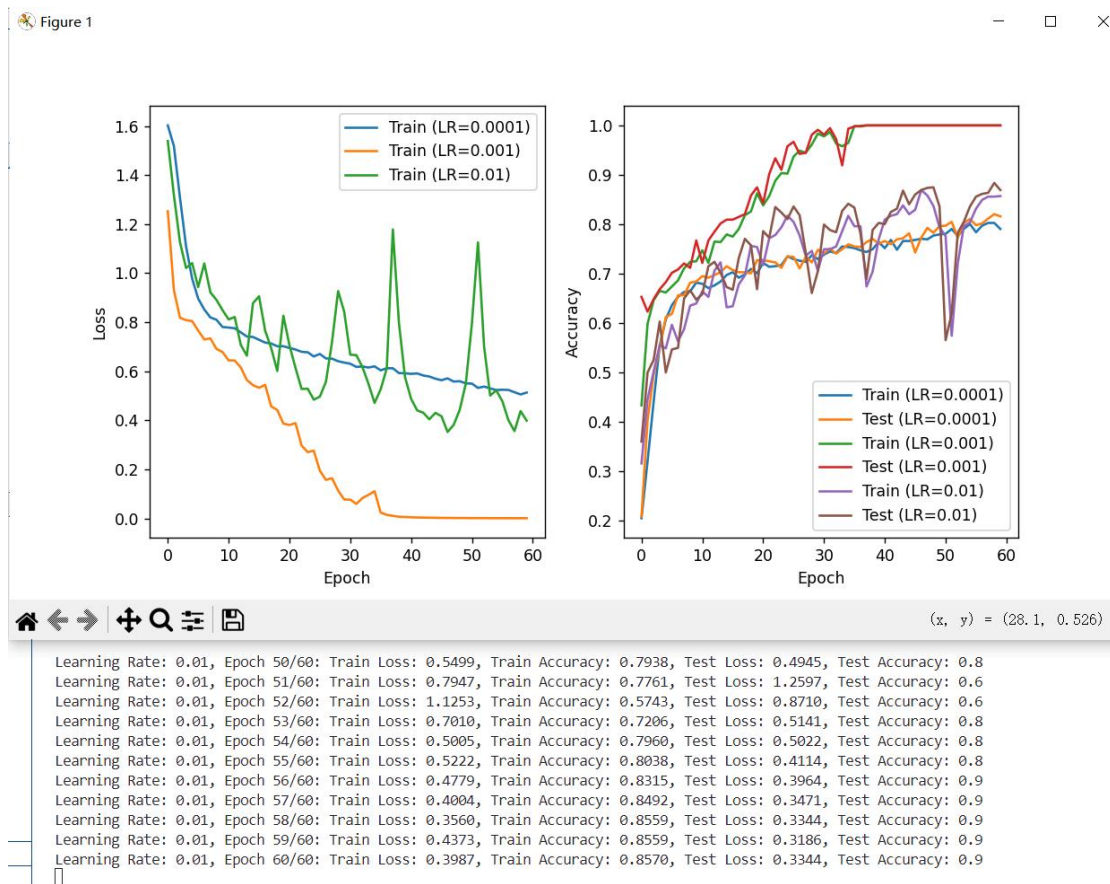 Figure 1
1.6
1.4
1.2
1.0
0.8
0.6
0.4
0.2
0.0
Loss
0 10 20 30 40 50 60
Epoch
Train (LR=0.0001)
Train (LR=0.001)
Train (LR=0.01)
1.0
0.9
0.8
0.7
0.6
0.5
0.4
0.3
0.2
Accuracy
0 10 20 30 40 50 60
Epoch
Train (LR=0.0001)
Test (LR=0.0001)
Train (LR=0.001)
Test (LR=0.001)
Train (LR=0.01)
Test (LR=0.01)
(x, y) = (28.1, 0.526)
Learning Rate: 0.01, Epoch 50/60: Train Loss: 0.5499, Train Accuracy: 0.7938, Test Loss: 0.4945, Test Accuracy: 0.8
Learning Rate: 0.01, Epoch 51/60: Train Loss: 0.7947, Train Accuracy: 0.7761, Test Loss: 1.2597, Test Accuracy: 0.6
Learning Rate: 0.01, Epoch 52/60: Train Loss: 1.1253, Train Accuracy: 0.5743, Test Loss: 0.8710, Test Accuracy: 0.6
Learning Rate: 0.01, Epoch 53/60: Train Loss: 0.7010, Train Accuracy: 0.7206, Test Loss: 0.5141, Test Accuracy: 0.8
Learning Rate: 0.01, Epoch 54/60: Train Loss: 0.5005, Train Accuracy: 0.7960, Test Loss: 0.5022, Test Accuracy: 0.8
Learning Rate: 0.01, Epoch 55/60: Train Loss: 0.5222, Train Accuracy: 0.8038, Test Loss: 0.4114, Test Accuracy: 0.8
Learning Rate: 0.01, Epoch 56/60: Train Loss: 0.4779, Train Accuracy: 0.8315, Test Loss: 0.3964, Test Accuracy: 0.9
Learning Rate: 0.01, Epoch 57/60: Train Loss: 0.4004, Train Accuracy: 0.8492, Test Loss: 0.3471, Test Accuracy: 0.9
Learning Rate: 0.01, Epoch 58/60: Train Loss: 0.3560, Train Accuracy: 0.8559, Test Loss: 0.3344, Test Accuracy: 0.9
Learning Rate: 0.01, Epoch 59/60: Train Loss: 0.4373, Train Accuracy: 0.8559, Test Loss: 0.3186, Test Accuracy: 0.9
Learning Rate: 0.01, Epoch 60/60: Train Loss: 0.3987, Train Accuracy: 0.8570, Test Loss: 0.3344, Test Accuracy: 0.9